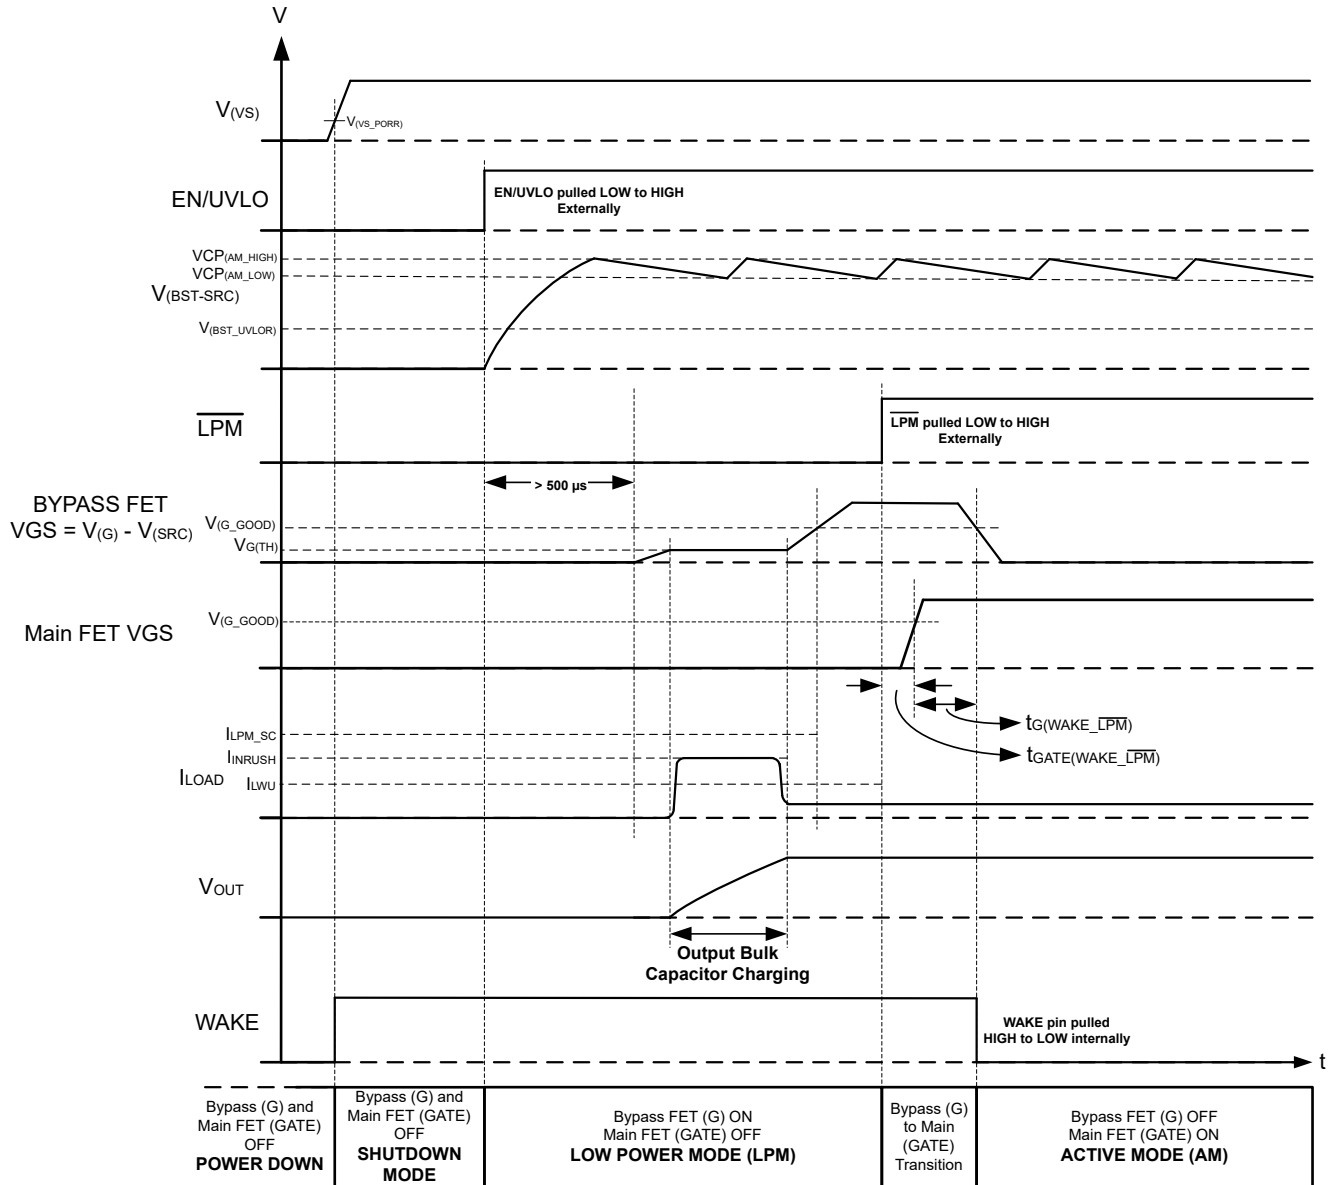 V
V(VS)
V(VS_PORR)
EN/UVLO
EN/UVLO pulled LOW to HIGH
Externally
VCP(AM_HIGH)
VCP(AM_LOW)
V(BST-SRC)
V(BST_UVLOR)
LPM
LPM pulled LOW to HIGH
Externally
> 500 µs
BYPASS FET
VGS = V(G) - V(SRC)
V(G_GOOD)
VG(TH)
Main FET VGS
V(G_GOOD)
tG(WAKE_LPM)
tGATE(WAKE_LPM)
ILPM_SC
IINRUSH
ILOAD
ILWU
VOUT
Output Bulk
Capacitor Charging
WAKE
WAKE pin pulled
HIGH to LOW internally
t
Bypass (G) and
Main FET (GATE)
OFF
POWER DOWN
Bypass (G) and
Main FET (GATE)
OFF
SHUTDOWN
MODE
Bypass FET (G) ON
Main FET (GATE) OFF
LOW POWER MODE (LPM)
Bypass (G)
to Main
(GATE)
Transition
Bypass FET (G) OFF
Main FET (GATE) ON
ACTIVE MODE (AM)